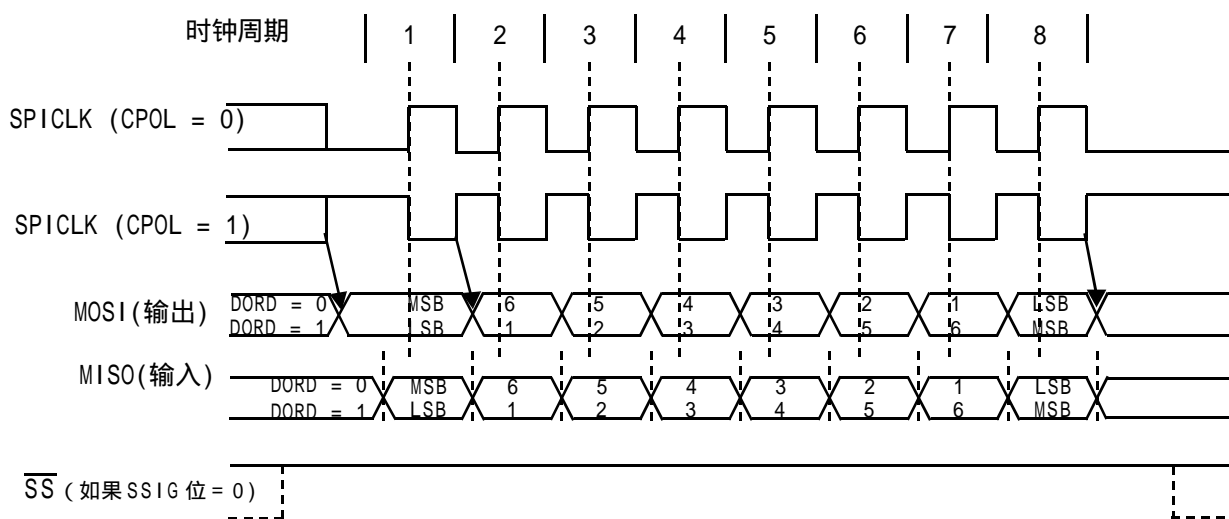 时钟周期 1 2 3 4 5 6 7 8
SPICLK (CPOL = 0)
SPICLK (CPOL = 1)
MOSI(输出)
DORD = 0 MSB 6 5 4 3 2 1 LSB
DORD = 1 LSB 1 2 3 4 5 6 MSB
MISO(输入)
DORD = 0 MSB 6 5 4 3 2 1 LSB
DORD = 1 LSB 1 2 3 4 5 6 MSB
SS (如果SSIG位=0)